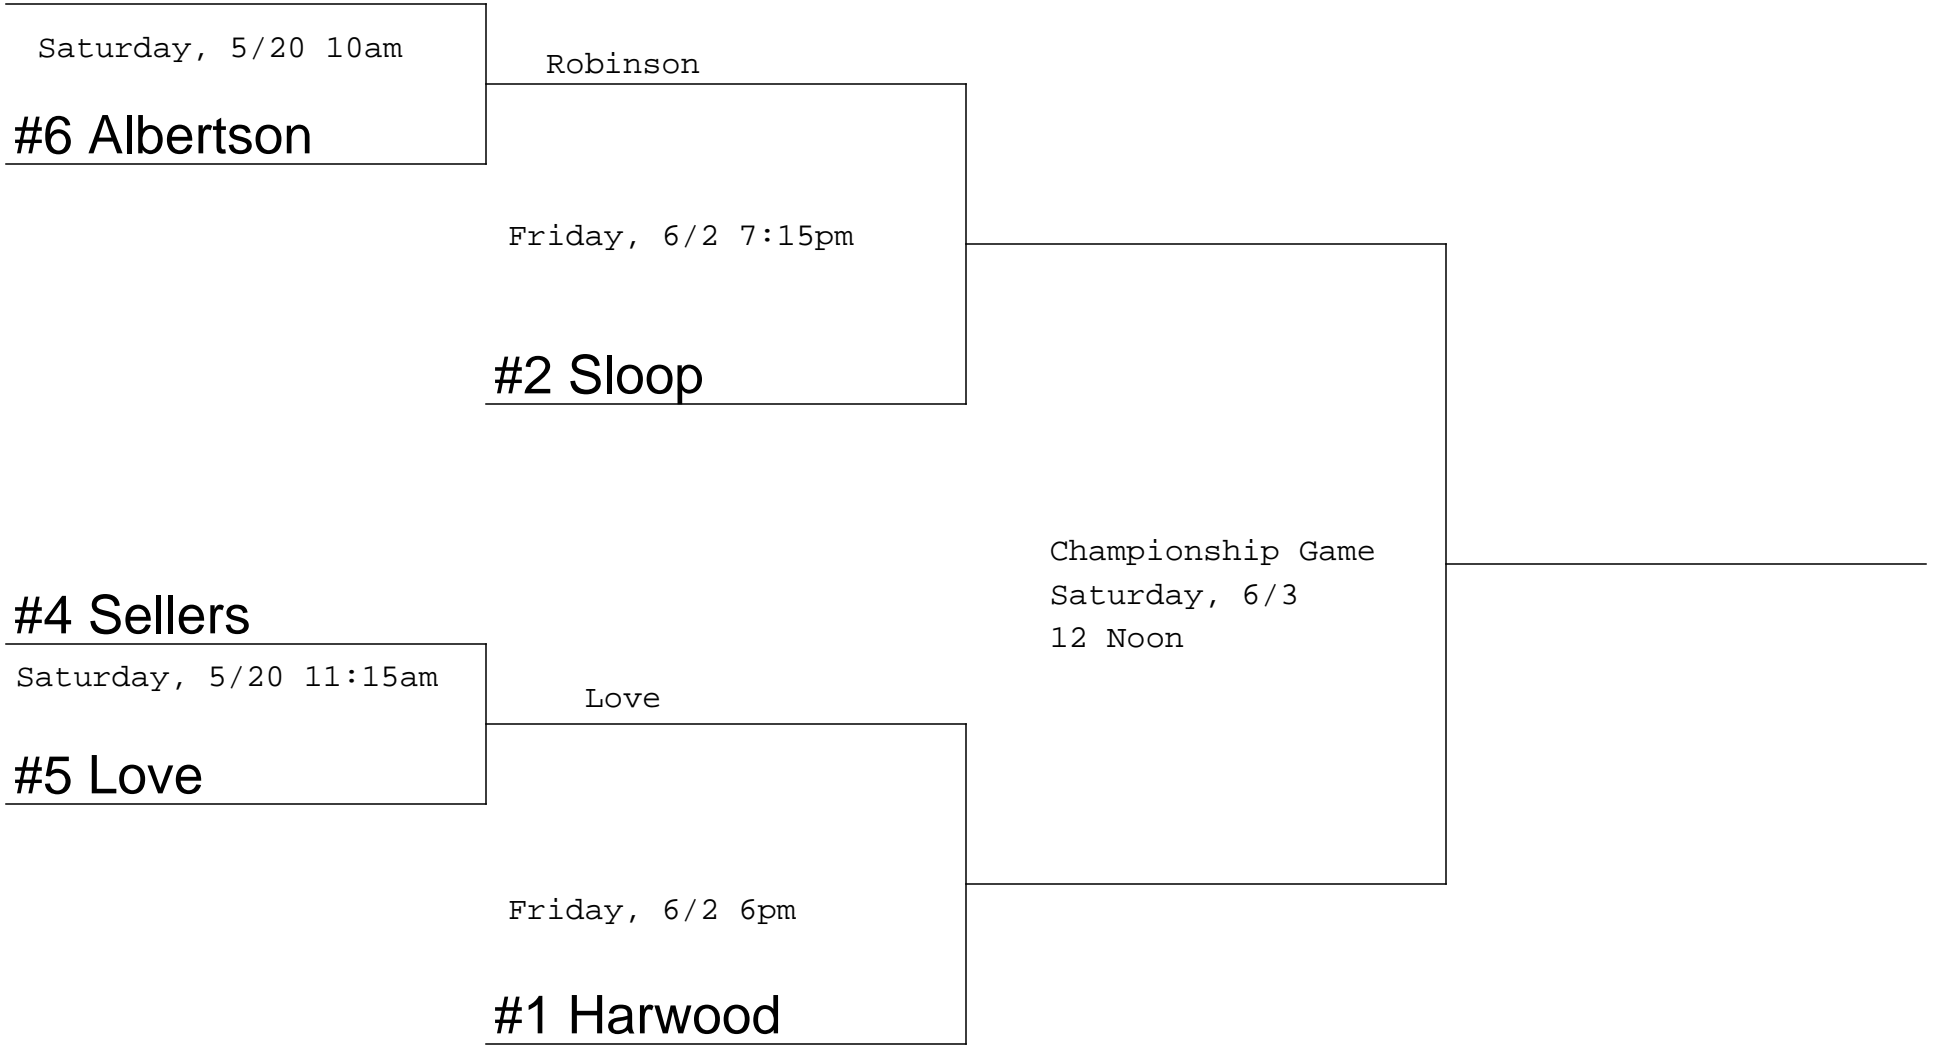 Saturday, 5/20 10am
Robinson
#6 Albertson
Friday, 6/2 7:15pm
#2 Sloop
Championship Game
Saturday, 6/3
12 Noon
#4 Sellers
Saturday, 5/20 11:15am
Love
#5 Love
Friday, 6/2 6pm
#1 Harwood